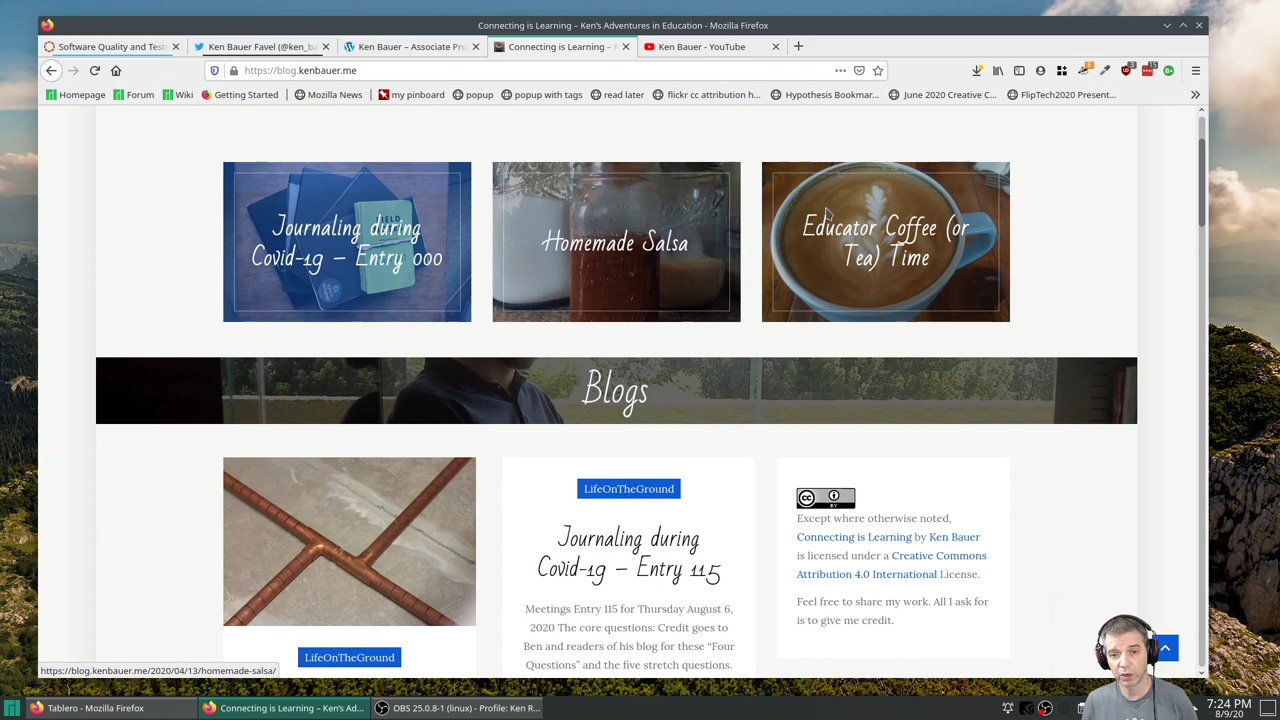 Connecting is Learning – Ken's Adventures in Education - Mozilla Firefox
Software Quality and Test
Ken Bauer Favel (@ken_ba
Ken Bauer – Associate Pro
Connecting is Learning – K
Ken Bauer - YouTube
https://blog.kenbauer.me
Homepage
Forum
Wiki
Getting Started
Mozilla News
my pinboard
popup
popup with tags
read later
flickr cc attribution h...
Hypothesis Bookmar...
June 2020 Creative C...
FlipTech2020 Present...
Journaling during
Covid-19 – Entry 000
FIELD
Homemade Salsa
Educator Coffee (or
Tea) Time
Blogs
LifeOnTheGround
LifeOnTheGround
Journaling during
Covid-19 – Entry 115
Meetings Entry 115 for Thursday August 6,
2020 The core questions: Credit goes to
Ben and readers of his blog for these “Four
Questions” and the five stretch questions.
CC BY
Except where otherwise noted,
Connecting is Learning by Ken Bauer
is licensed under a Creative Commons
Attribution 4.0 International License.
Feel free to share my work. All I ask for
is to give me credit.
https://blog.kenbauer.me/2020/04/13/homemade-salsa/
Tablero - Mozilla Firefox
Connecting is Learning – Ken's Ad...
OBS 25.0.8-1 (linux) - Profile: Ken R...
7:24 PM
8/9/20